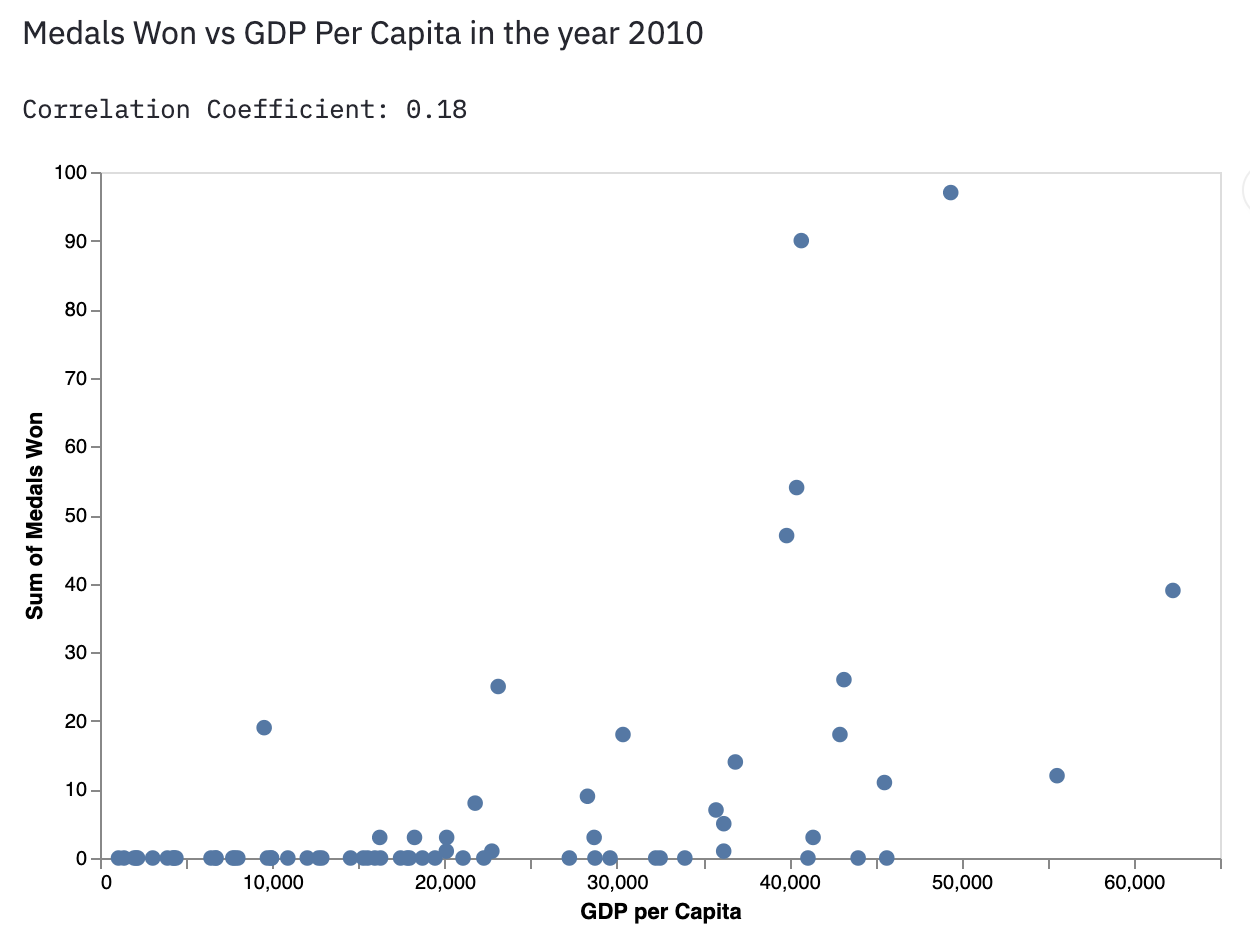 Medals Won vs GDP Per Capita in the year 2010
Correlation Coefficient: 0.18
100
90
80
70
60
50
40
30
20
10
0
Sum of Medals Won
0 10,000 20,000 30,000 40,000 50,000 60,000
GDP per Capita